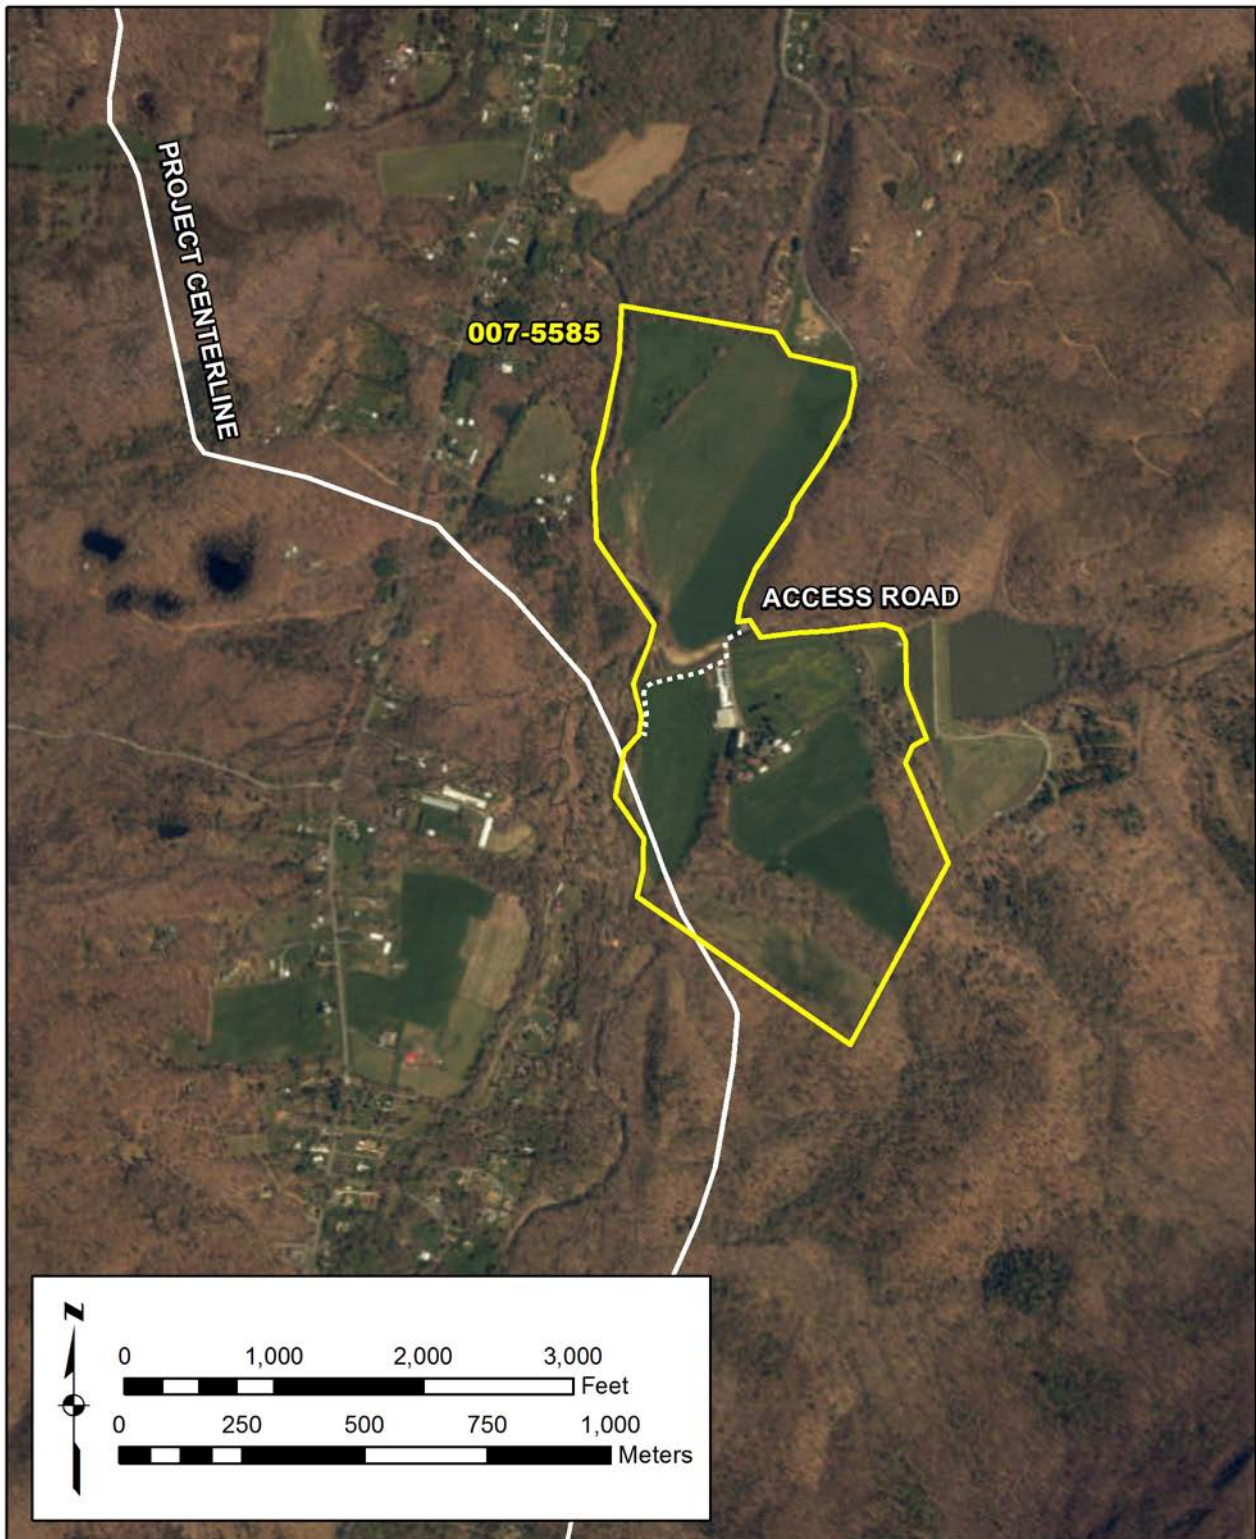 PROJECT CENTERLINE
007-5585
ACCESS ROAD
N
0 1,000 2,000 3,000
Feet
0 250 500 750 1,000
Meters